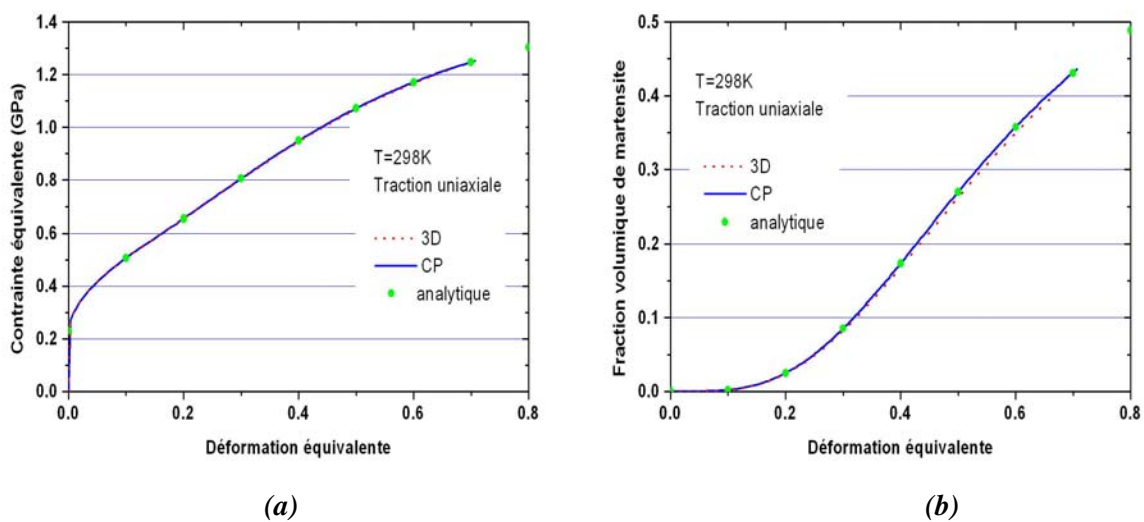 Contrainte équivalente (GPa)
1.4
1.2
1.0
0.8
0.6
0.4
0.2
0.0
T=298K
Traction uniaxiale
3D
CP
analytique
0.0 0.2 0.4 0.6 0.8
Déformation équivalente
(a)
Fraction volumique de martensite
0.5
0.4
0.3
0.2
0.1
0.0
T=298K
Traction uniaxiale
3D
CP
analytique
0.0 0.2 0.4 0.6 0.8
Déformation équivalente
(b)